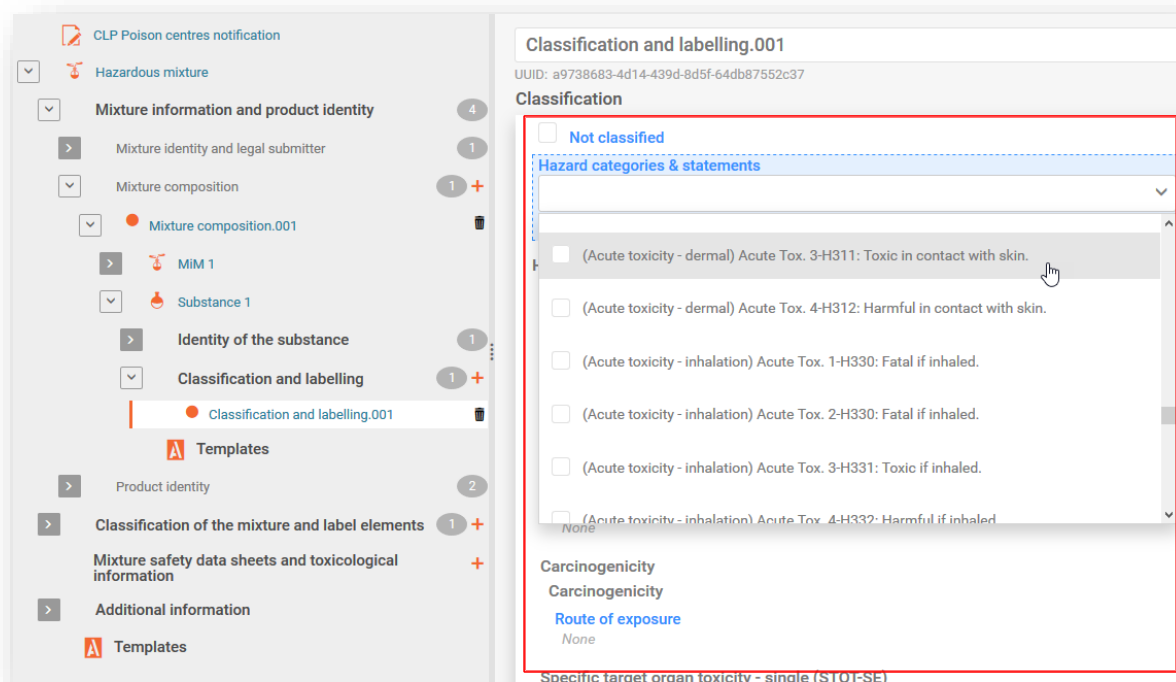 CLP Poison centres notification
Hazardous mixture
Mixture information and product identity 4
Mixture identity and legal submitter 1
Mixture composition 1 +
Mixture composition.001
MiM 1
Substance 1
Identity of the substance 1
Classification and labelling 1 +
Classification and labelling.001
Templates
Product identity 2
Classification of the mixture and label elements 1 +
Mixture safety data sheets and toxicological +
information
Additional information
Templates
Classification and labelling.001
UUID: a9738683-4d14-439d-8d5f-64db87552c37
Classification
Not classified
Hazard categories & statements
(Acute toxicity - dermal) Acute Tox. 3-H311: Toxic in contact with skin.
(Acute toxicity - dermal) Acute Tox. 4-H312: Harmful in contact with skin.
(Acute toxicity - inhalation) Acute Tox. 1-H330: Fatal if inhaled.
(Acute toxicity - inhalation) Acute Tox. 2-H330: Fatal if inhaled.
(Acute toxicity - inhalation) Acute Tox. 3-H331: Toxic if inhaled.
(Acute toxicity - inhalation) Acute Tox. 4-H332: Harmful if inhaled
None
Carcinogenicity
Carcinogenicity
Route of exposure
None
Specific target organ toxicity - single (STOT-SE)